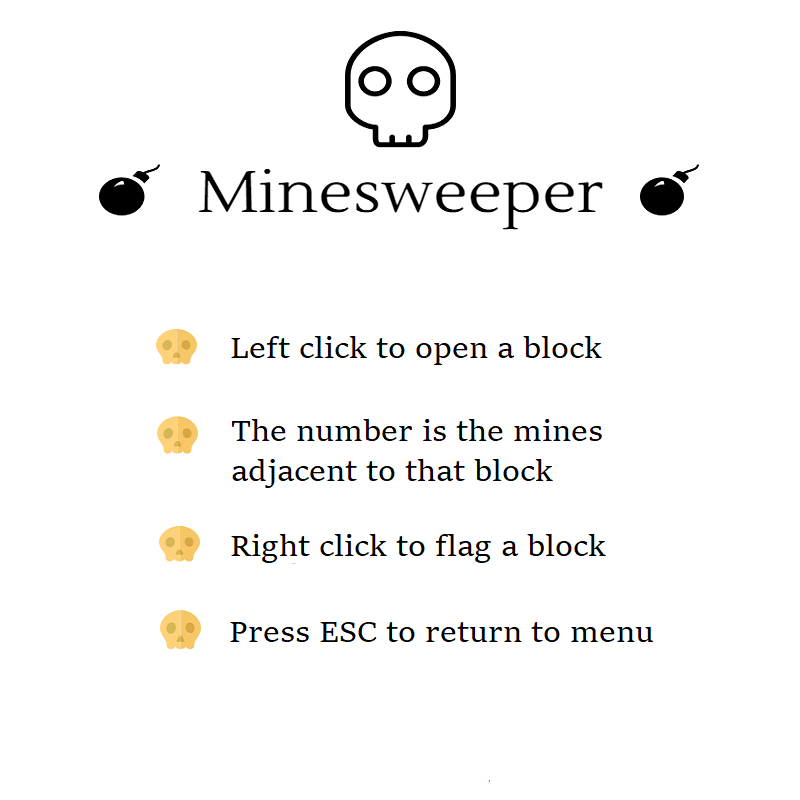 Minesweeper
Left click to open a block
The number is the mines
adjacent to that block
Right click to flag a block
Press ESC to return to menu